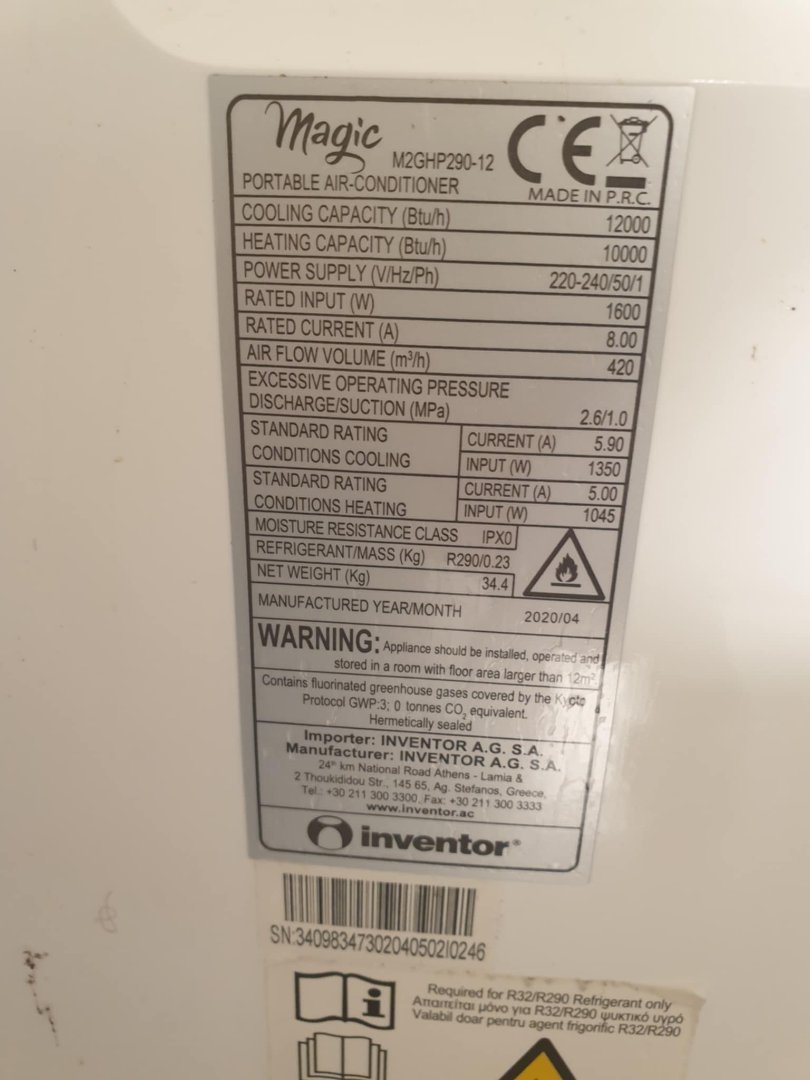 Magic M2GHP290-12
CE
PORTABLE AIR-CONDITIONER
MADE IN P.R.C.
COOLING CAPACITY (Btu/h) 12000
HEATING CAPACITY (Btu/h) 10000
POWER SUPPLY (V/Hz/Ph) 220-240/50/1
RATED INPUT (W) 1600
RATED CURRENT (A) 8.00
AIR FLOW VOLUME (m³/h) 420
EXCESSIVE OPERATING PRESSURE
DISCHARGE/SUCTION (MPa) 2.6/1.0
STANDARD RATING CURRENT (A) 5.90
CONDITIONS COOLING INPUT (W) 1350
STANDARD RATING CURRENT (A) 5.00
CONDITIONS HEATING INPUT (W) 1045
MOISTURE RESISTANCE CLASS IPX0
REFRIGERANT/MASS (Kg) R290/0.23
NET WEIGHT (Kg) 34.4
MANUFACTURED YEAR/MONTH 2020/04
WARNING: Appliance should be installed, operated and
stored in a room with floor area larger than 12m²
Contains fluorinated greenhouse gases covered by the Kyoto
Protocol GWP:3; 0 tonnes CO₂ equivalent.
Hermetically sealed
Importer: INVENTOR A.G. S.A.
Manufacturer: INVENTOR A.G. S.A.
24ᵗʰ km National Road Athens - Lamia &
2 Thoukididou Str., 145 65, Ag. Stefanos, Greece,
Tel.: +30 211 300 3300, Fax: +30 211 300 3333
www.inventor.ac
inventor®
SN:3409834730204050210246
Required for R32/R290 Refrigerant only
Απαιτείται μόνο για R32/R290 ψυκτικό υγρό
Valabil doar pentru agent frigorific R32/R290